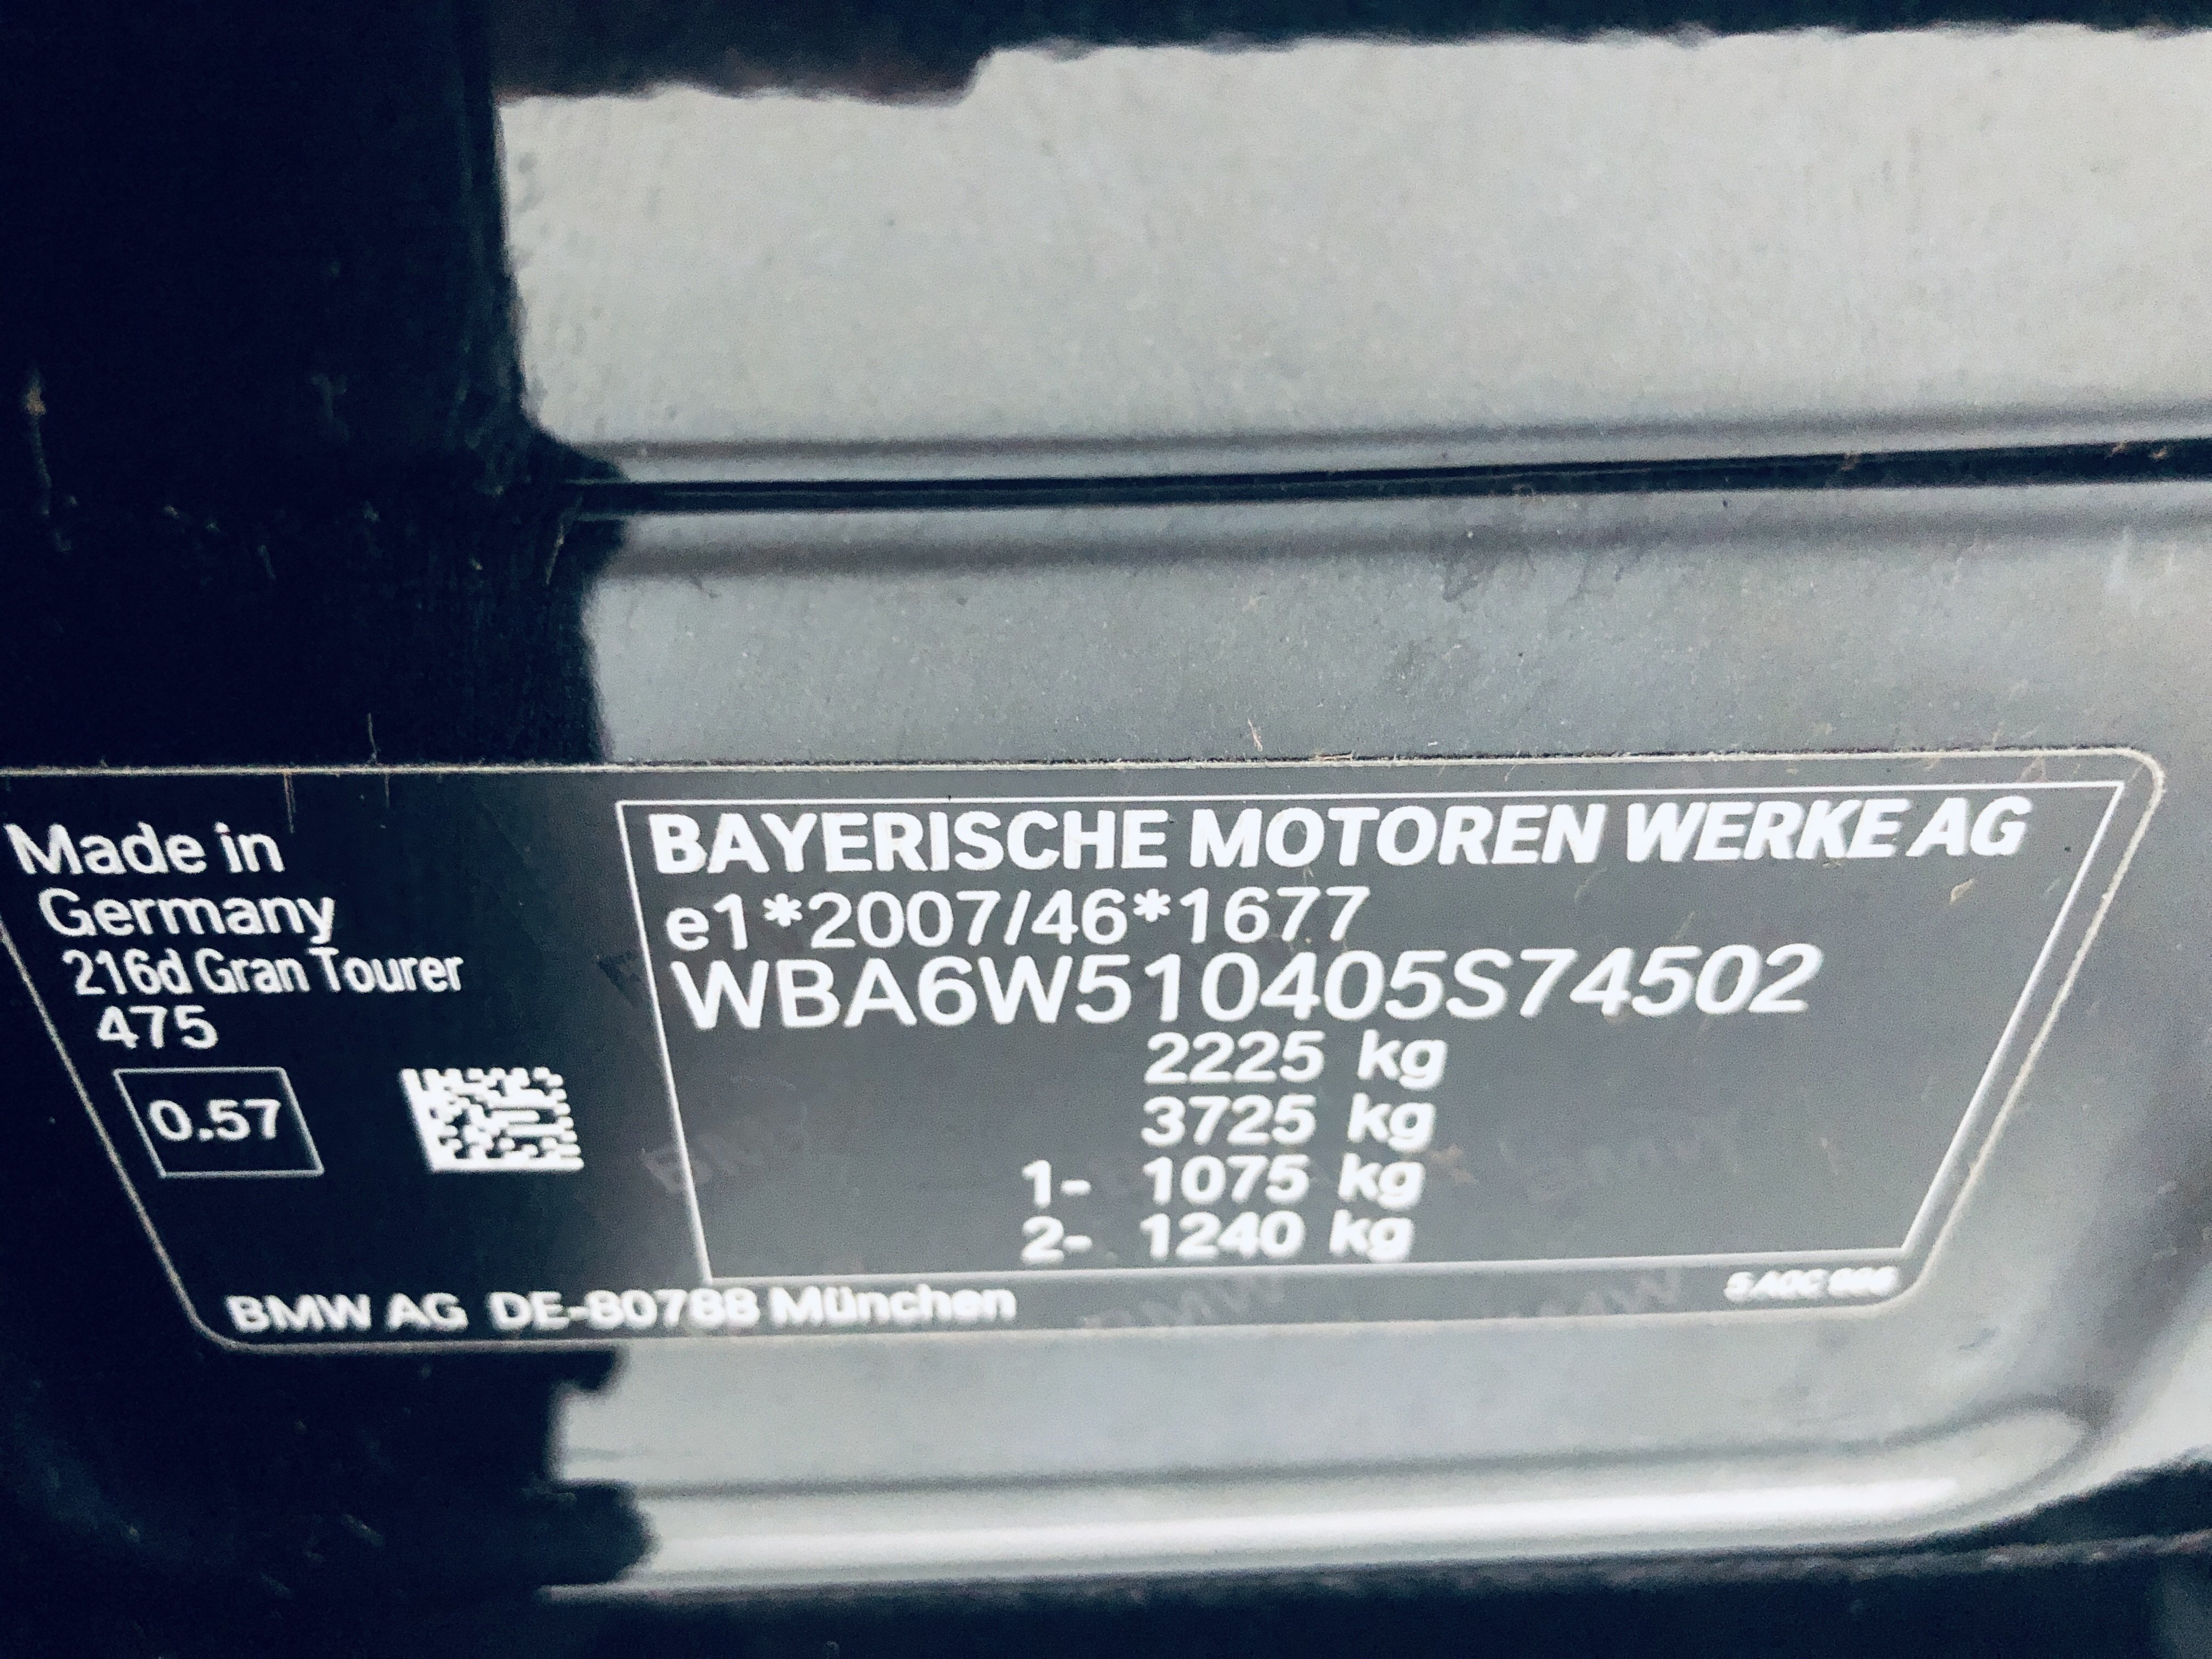 Made in
Germany
216d Gran Tourer
475
0.57
BMW AG DE-80788 München
BAYERISCHE MOTOREN WERKE AG
e1*2007/46*1677
WBA6W510405S74502
2225 kg
3725 kg
1- 1075 kg
2- 1240 kg